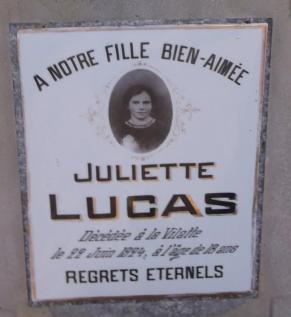 A NOTRE FILLE BIEN-AIMÉE
JULIETTE
LUCAS
Décédée à la Vilatte
le 22 Juin 1924, à l'âge de 18 ans
REGRETS ETERNELS